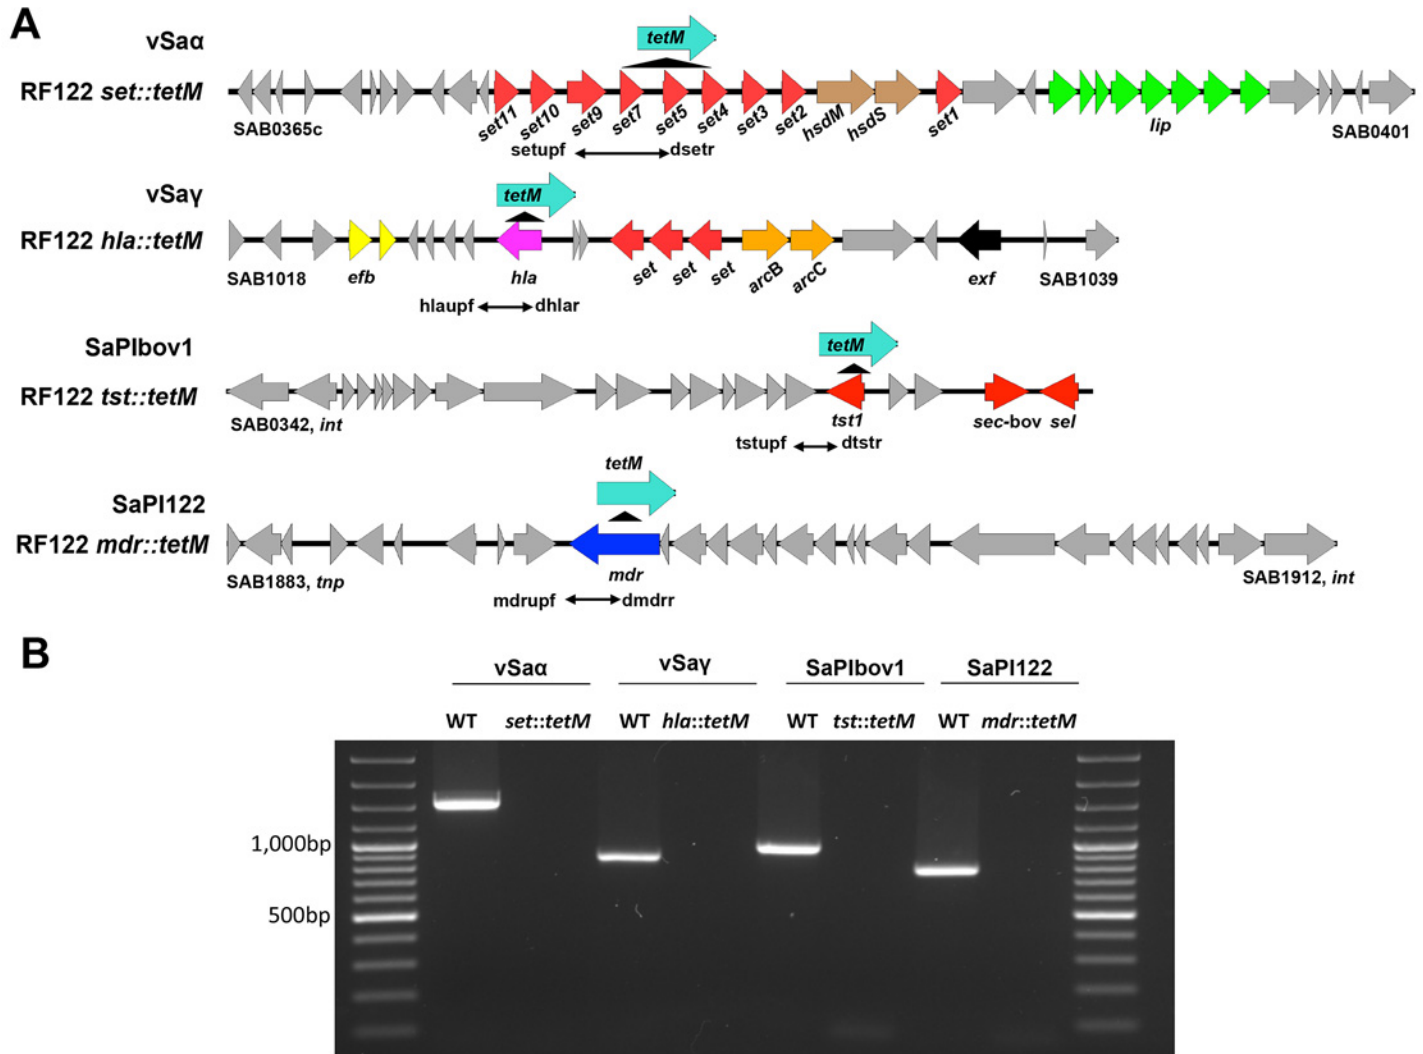 A
vSaα
tetM
RF122 set::tetM
SAB0365c
set11 set10 set9 set7 set5 set4 set3 set2 hsdM hsdS set1
lip
SAB0401
setupf dsetr
vSaγ
tetM
RF122 hla::tetM
SAB1018 efb hla set set set arcB arcC exf SAB1039
hlaupf dhlar
SaPIbov1
tetM
RF122 tst::tetM
SAB0342, int tst1 sec-bov sel
tstupf dtstr
tetM
SaPI122
RF122 mdr::tetM
SAB1883, tnp mdr SAB1912, int
mdrupf dmdrr
B
vSaα vSaγ SaPIbov1 SaPI122
WT set::tetM WT hla::tetM WT tst::tetM WT mdr::tetM
1,000bp
500bp